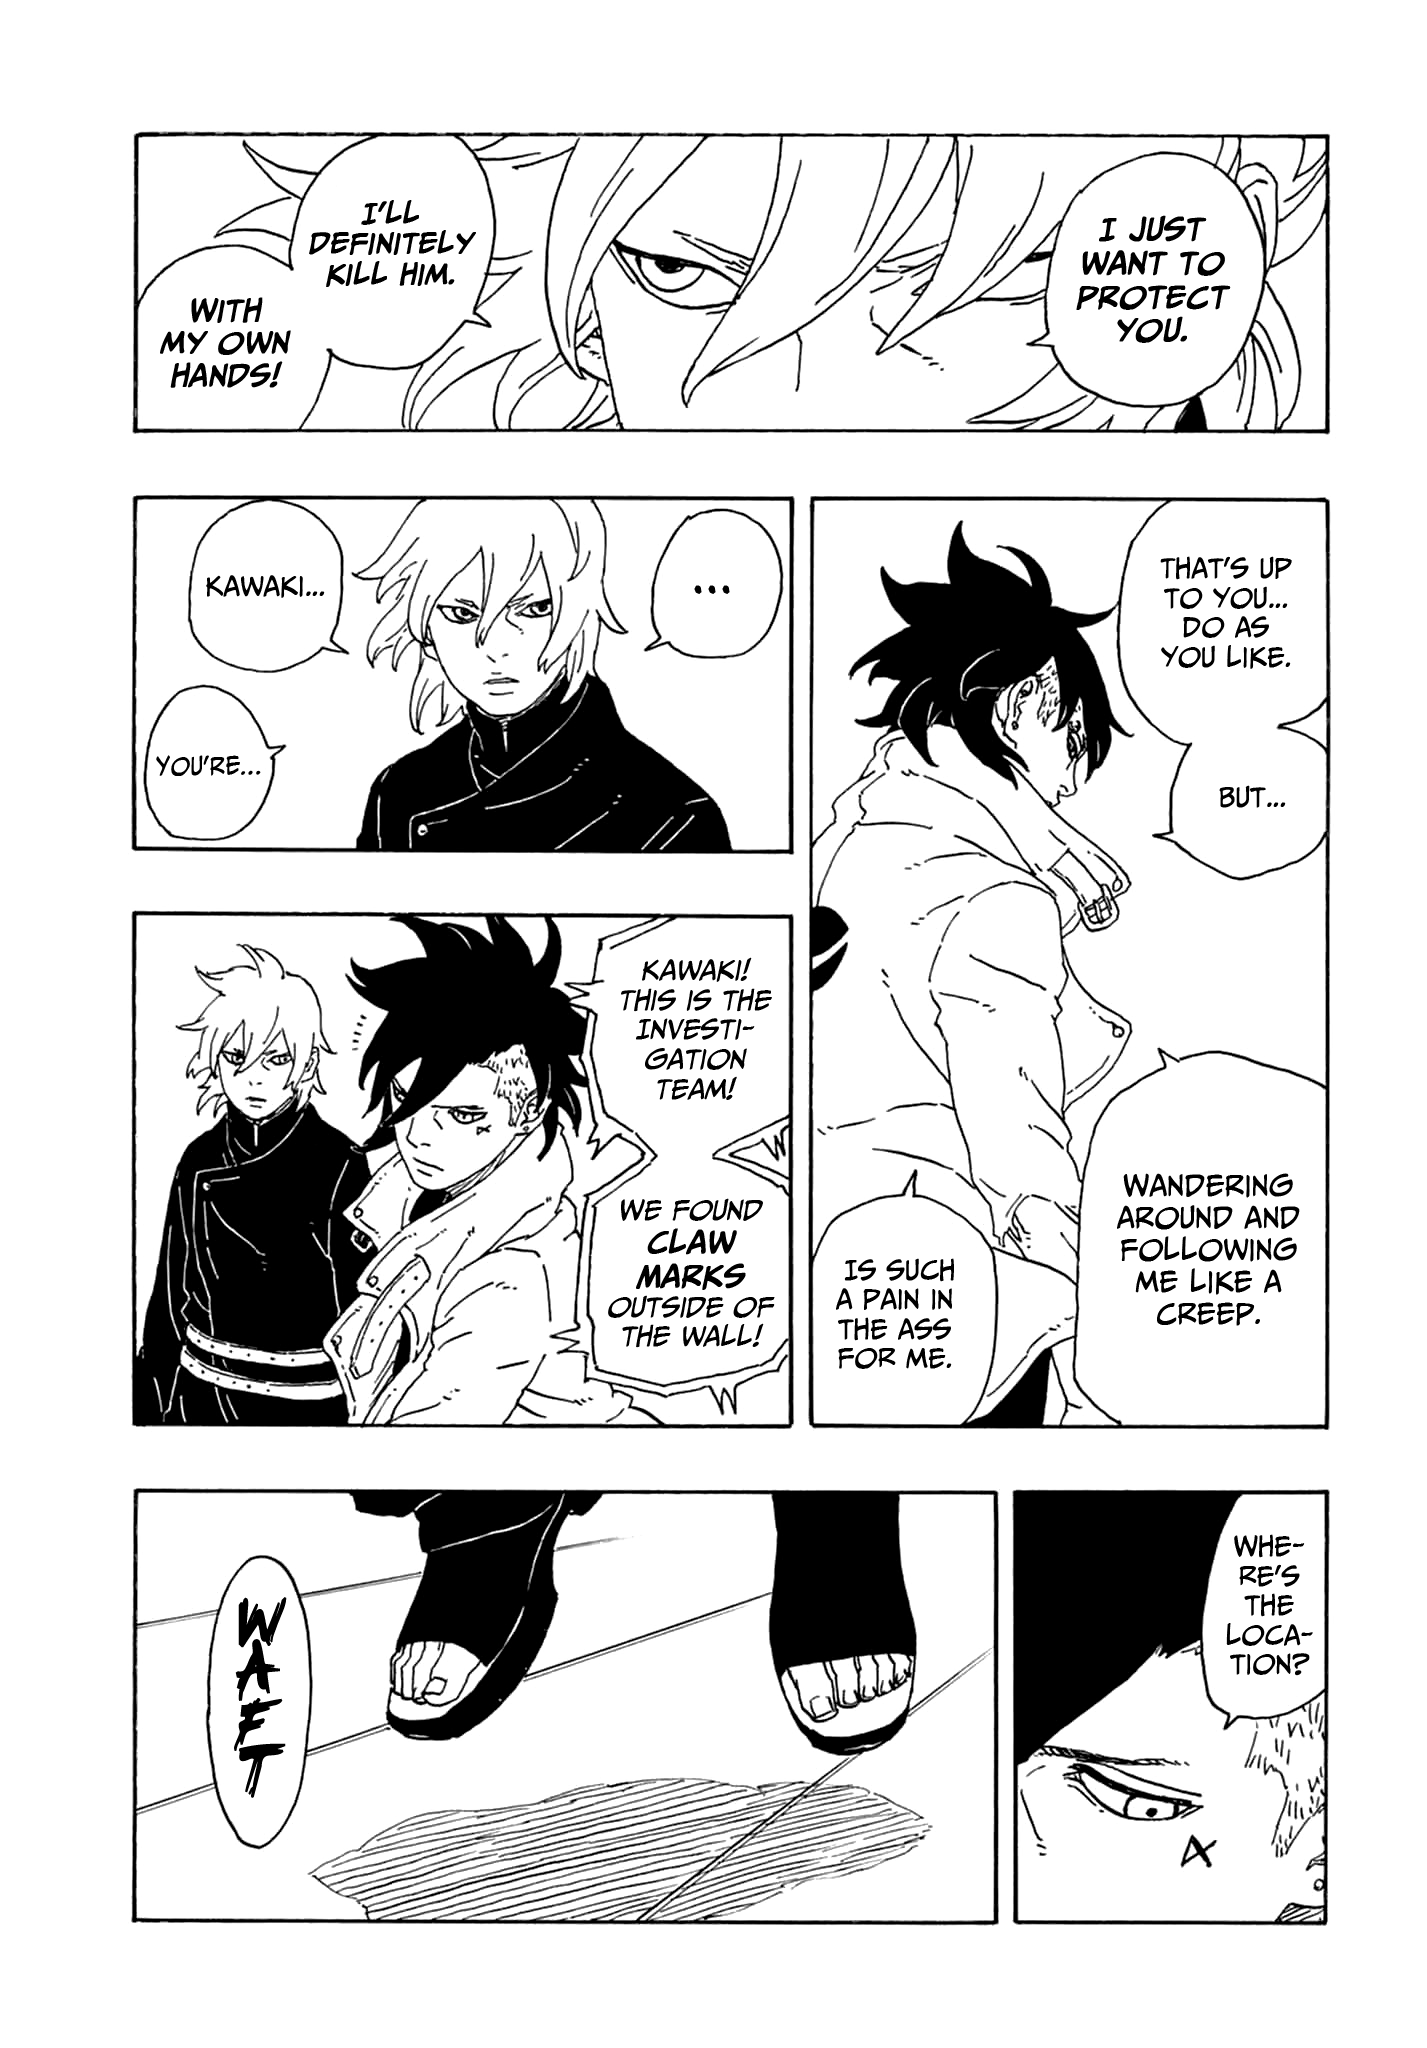 I JUST
WANT TO
PROTECT
YOU.
I'LL
DEFINITELY
KILL HIM.
WITH
MY OWN
HANDS!
THAT'S UP
TO YOU...
DO AS
YOU LIKE.
BUT...
WANDERING
AROUND AND
FOLLOWING
ME LIKE A
CREEP.
IS SUCH
A PAIN IN
THE ASS
FOR ME.
...
KAWAKI...
YOU'RE...
KAWAKI!
THIS IS THE
INVESTI-
GATION
TEAM!
WE FOUND
CLAW
MARKS
OUTSIDE OF
THE WALL!
WHE-
RE'S
THE
LOCA-
TION?
WAFT